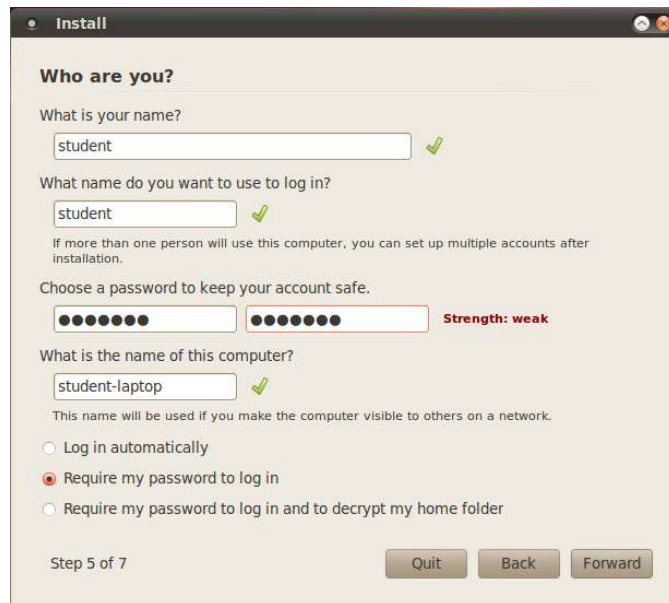 Install
Who are you?
What is your name?
student
What name do you want to use to log in?
student
If more than one person will use this computer, you can set up multiple accounts after
installation.
Choose a password to keep your account safe.
●●●●●●● ●●●●●●● Strength: weak
What is the name of this computer?
student-laptop
This name will be used if you make the computer visible to others on a network.
Log in automatically
Require my password to log in
Require my password to log in and to decrypt my home folder
Step 5 of 7 Quit Back Forward